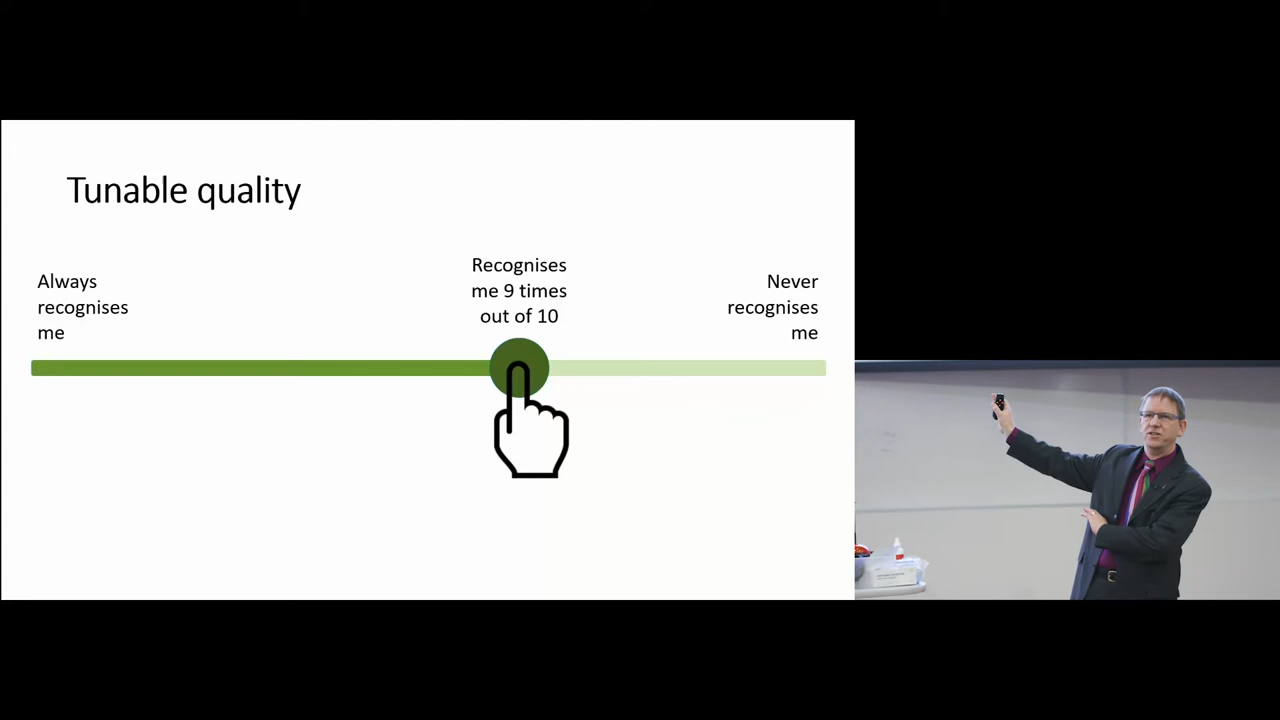 Tunable quality
Always
recognises
me
Recognises
me 9 times
out of 10
Never
recognises
me